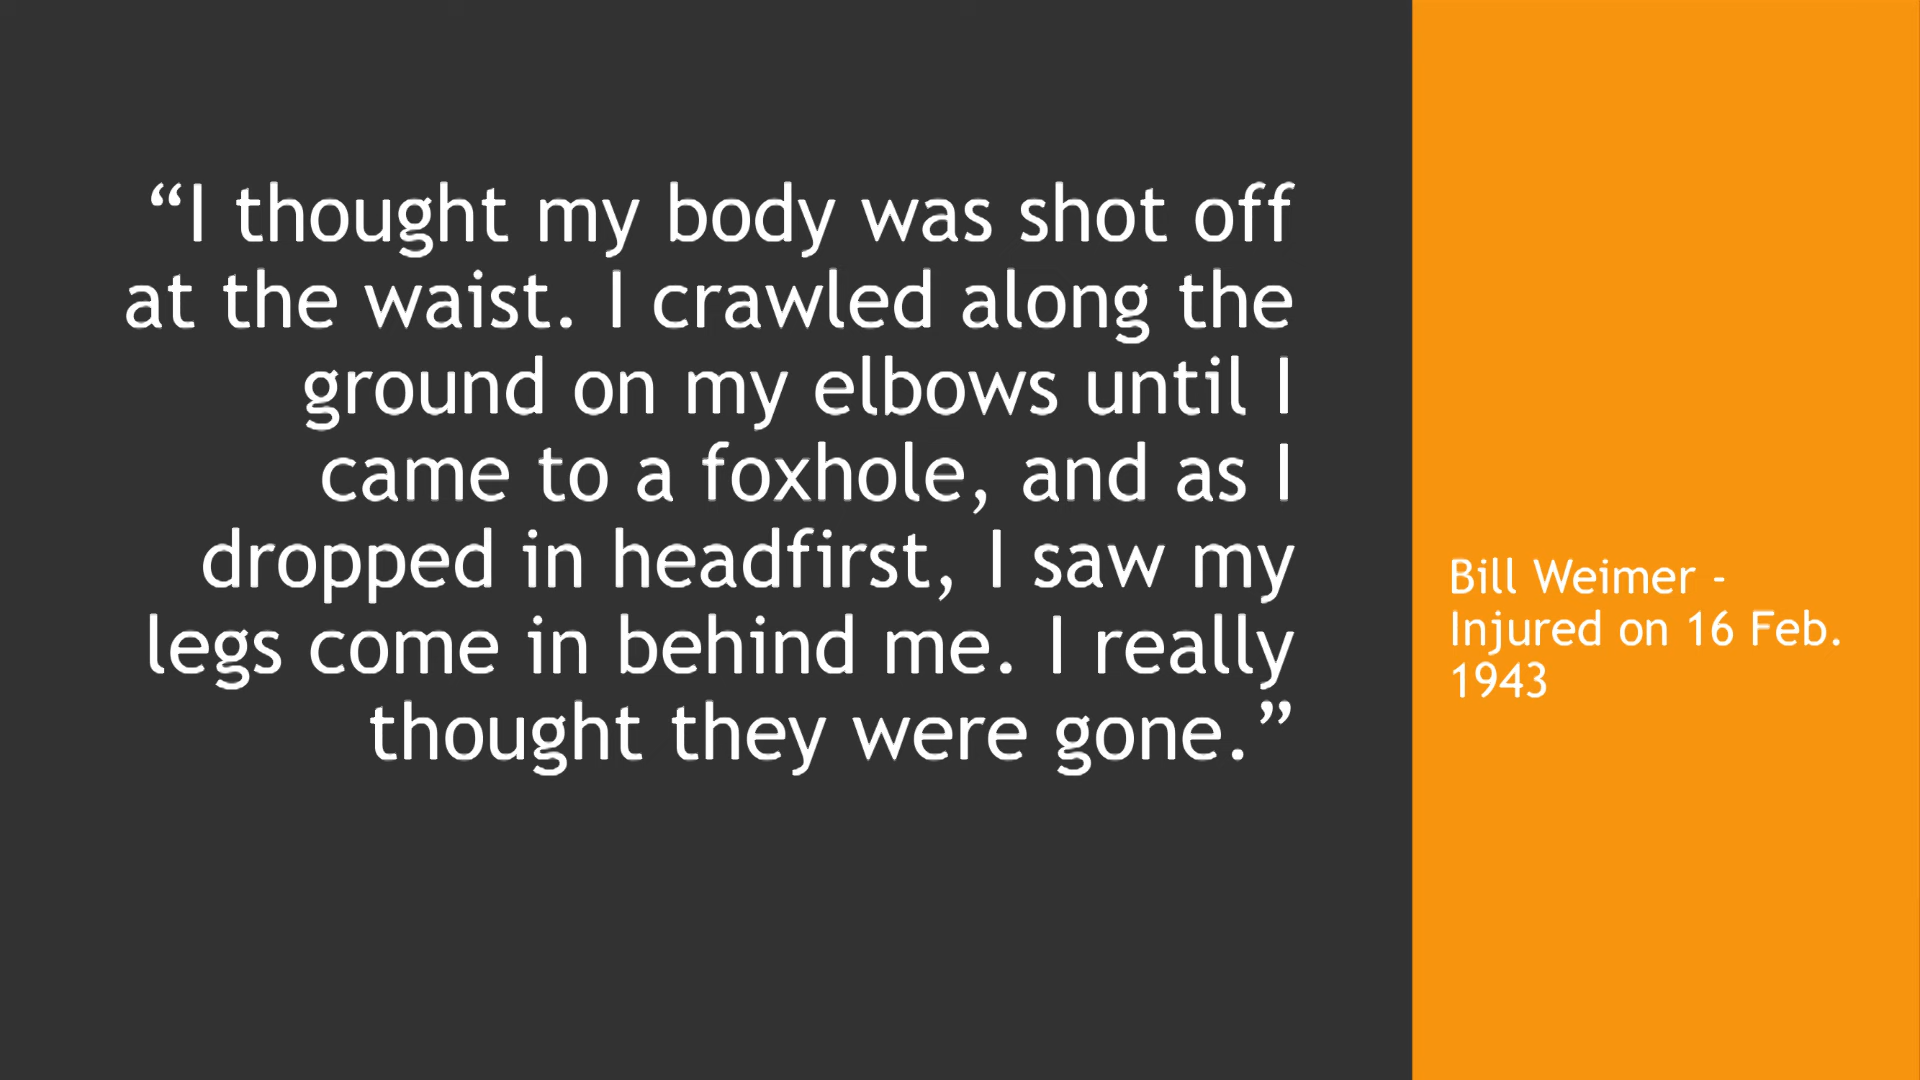 “I thought my body was shot off
at the waist. I crawled along the
ground on my elbows until I
came to a foxhole, and as I
dropped in headfirst, I saw my
legs come in behind me. I really
thought they were gone.”
Bill Weimer -
Injured on 16 Feb.
1943